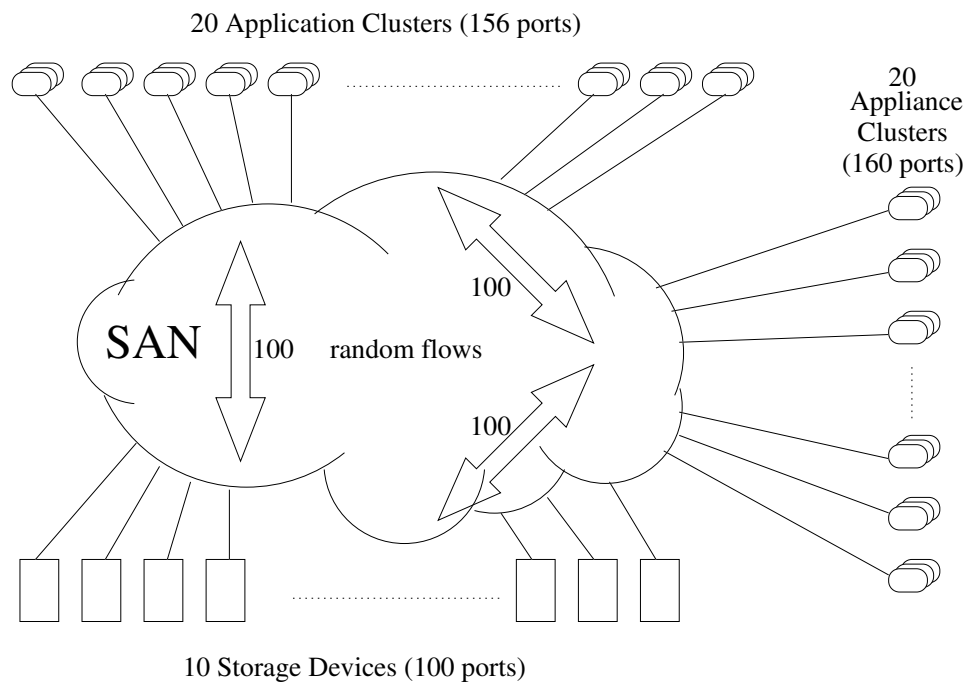 20 Application Clusters (156 ports)
20
Appliance
Clusters
(160 ports)
100
SAN
100
random flows
100
10 Storage Devices (100 ports)